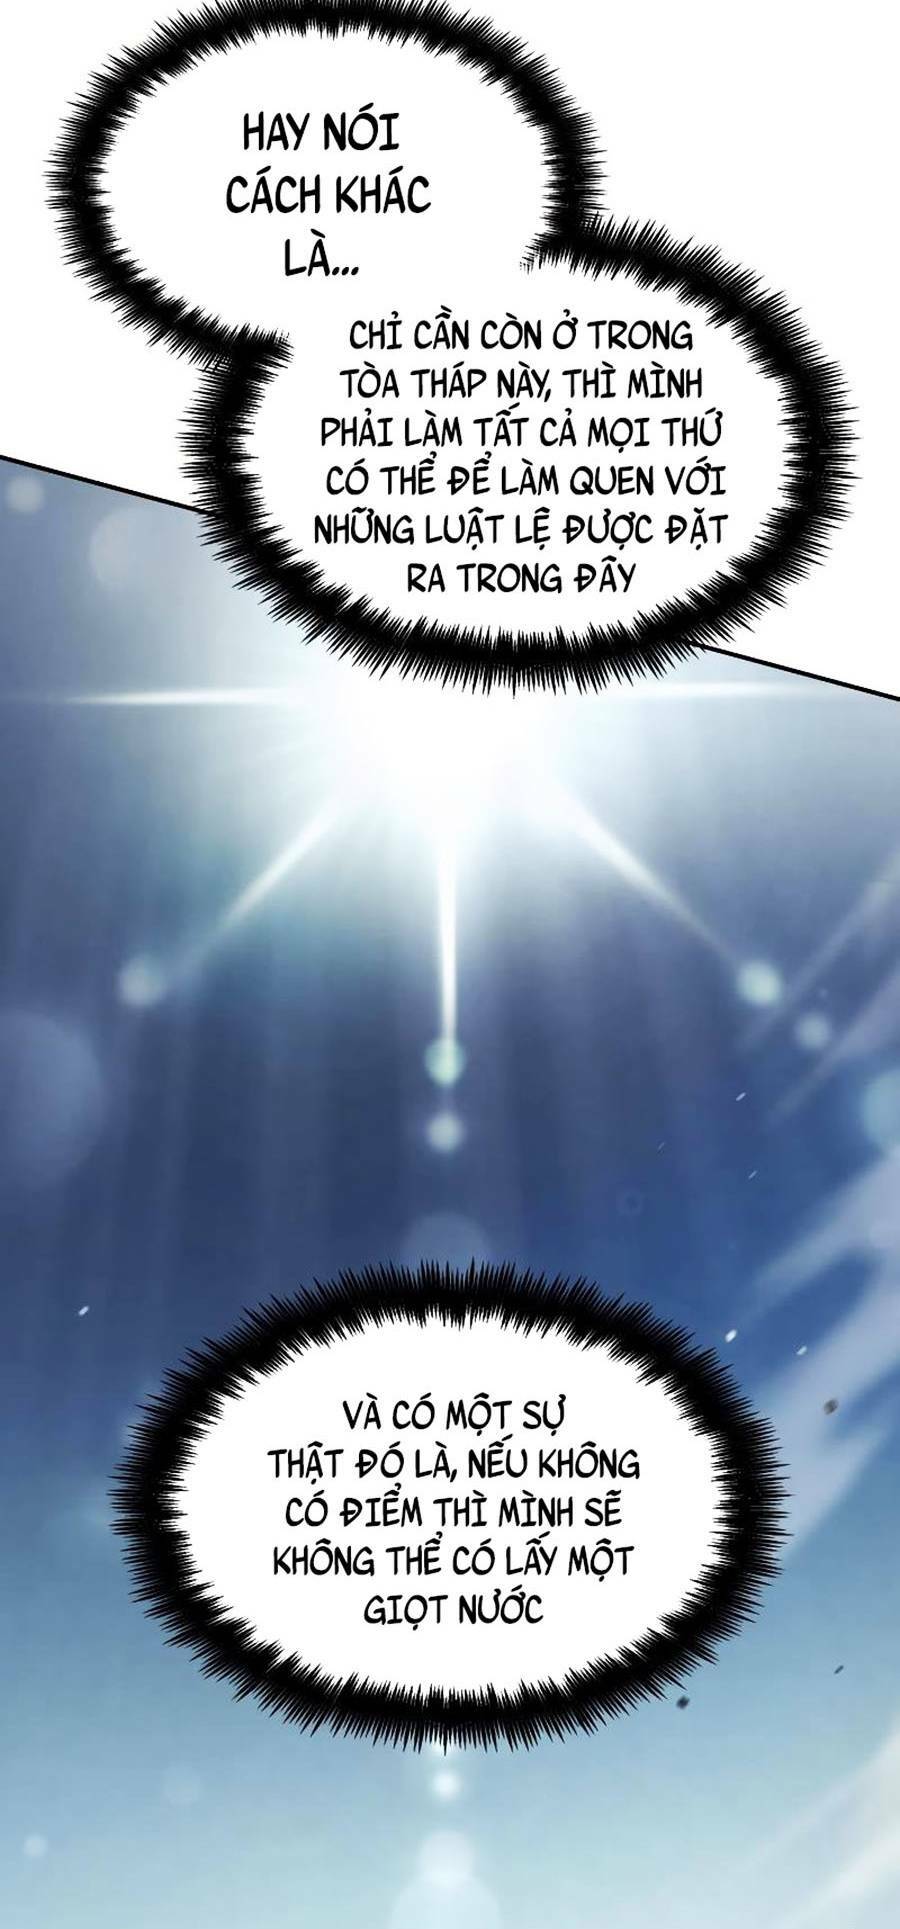 HAY NÓI
CÁCH KHÁC
LÀ...
CHỈ CẦN CÒN Ở TRONG
TÒA THÁP NÀY, THÌ MÌNH
PHẢI LÀM TẤT CẢ MỌI THỨ
CÓ THỂ ĐỂ LÀM QUEN VỚI
NHỮNG LUẬT LỆ ĐƯỢC ĐẶT
RA TRONG ĐÂY
VÀ CÓ MỘT SỰ
THẬT ĐÓ LÀ, NẾU KHÔNG
CÓ ĐIỂM THÌ MÌNH SẼ
KHÔNG THỂ CÓ LẤY MỘT
GIỌT NƯỚC